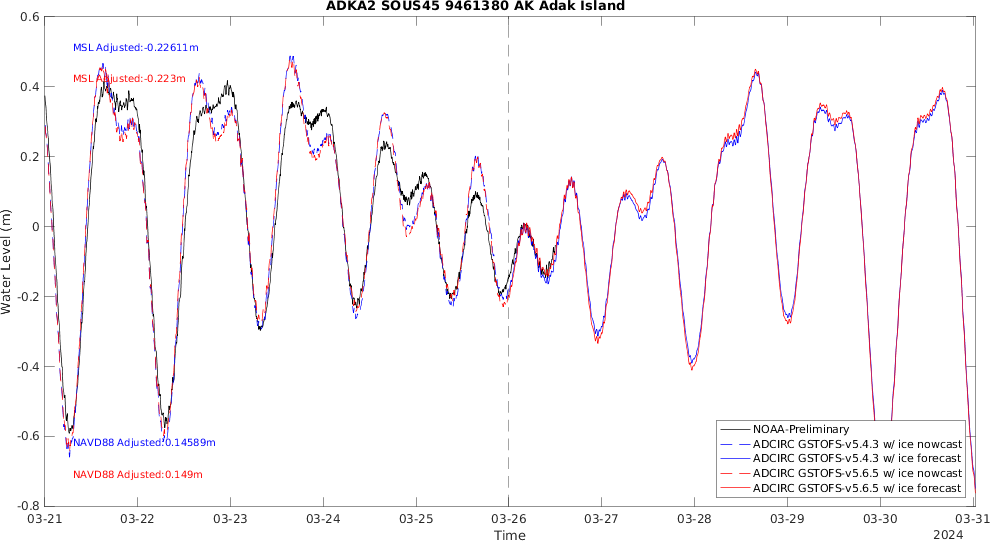 ADKA2 SOUS45 9461380 AK Adak Island
0.6
0.4
0.2
0
-0.2
-0.4
-0.6
-0.8
Water Level (m)
MSL Adjusted:-0.22611m
MSL Adjusted:-0.223m
NAVD88 Adjusted:0.14589m
NAVD88 Adjusted:0.149m
NOAA-Preliminary
ADCIRC GSTOFS-v5.4.3 w/ ice nowcast
ADCIRC GSTOFS-v5.4.3 w/ ice forecast
ADCIRC GSTOFS-v5.6.5 w/ ice nowcast
ADCIRC GSTOFS-v5.6.5 w/ ice forecast
03-21 03-22 03-23 03-24 03-25 03-26 03-27 03-28 03-29 03-30 03-31
Time
2024